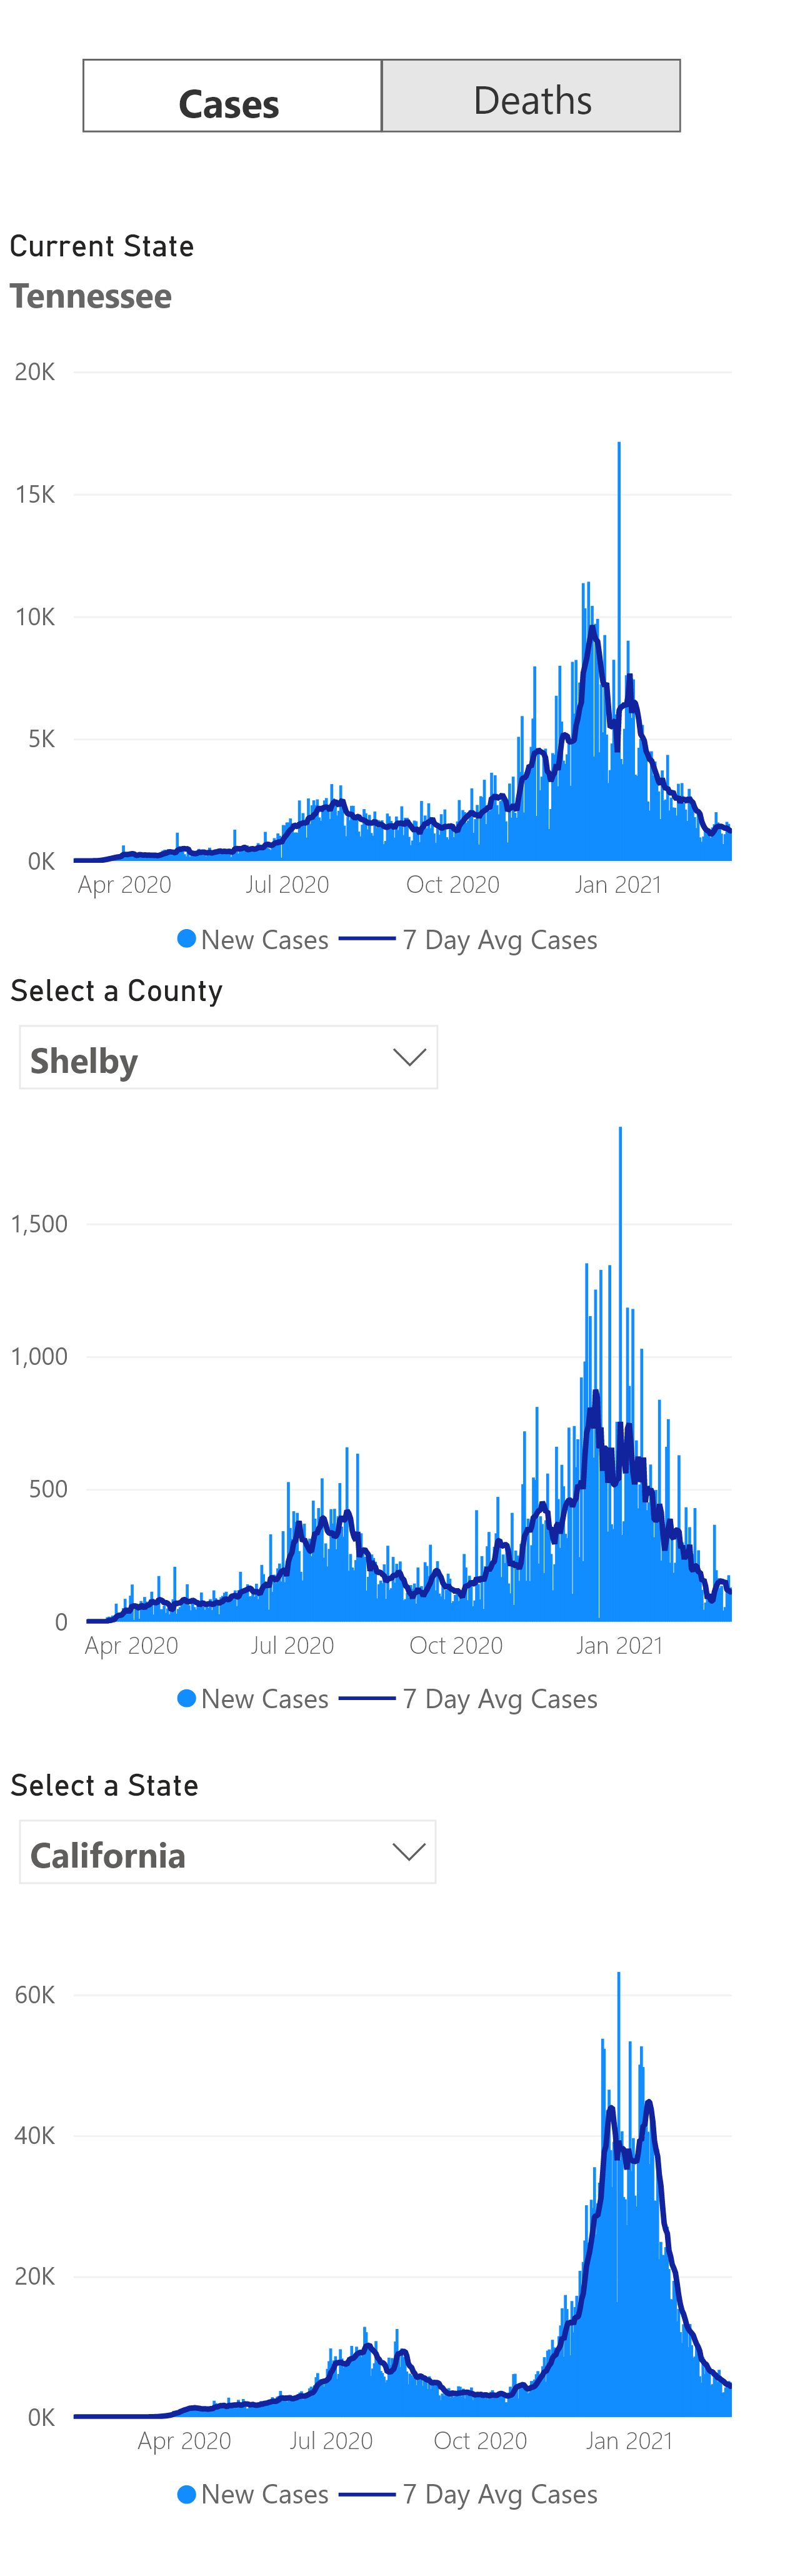 Cases Deaths
Current State
Tennessee
20K
15K
10K
5K
0K
Apr 2020 Jul 2020 Oct 2020 Jan 2021
New Cases 7 Day Avg Cases
Select a County
Shelby
1,500
1,000
500
0
Apr 2020 Jul 2020 Oct 2020 Jan 2021
New Cases 7 Day Avg Cases
Select a State
California
60K
40K
20K
0K
Apr 2020 Jul 2020 Oct 2020 Jan 2021
New Cases 7 Day Avg Cases